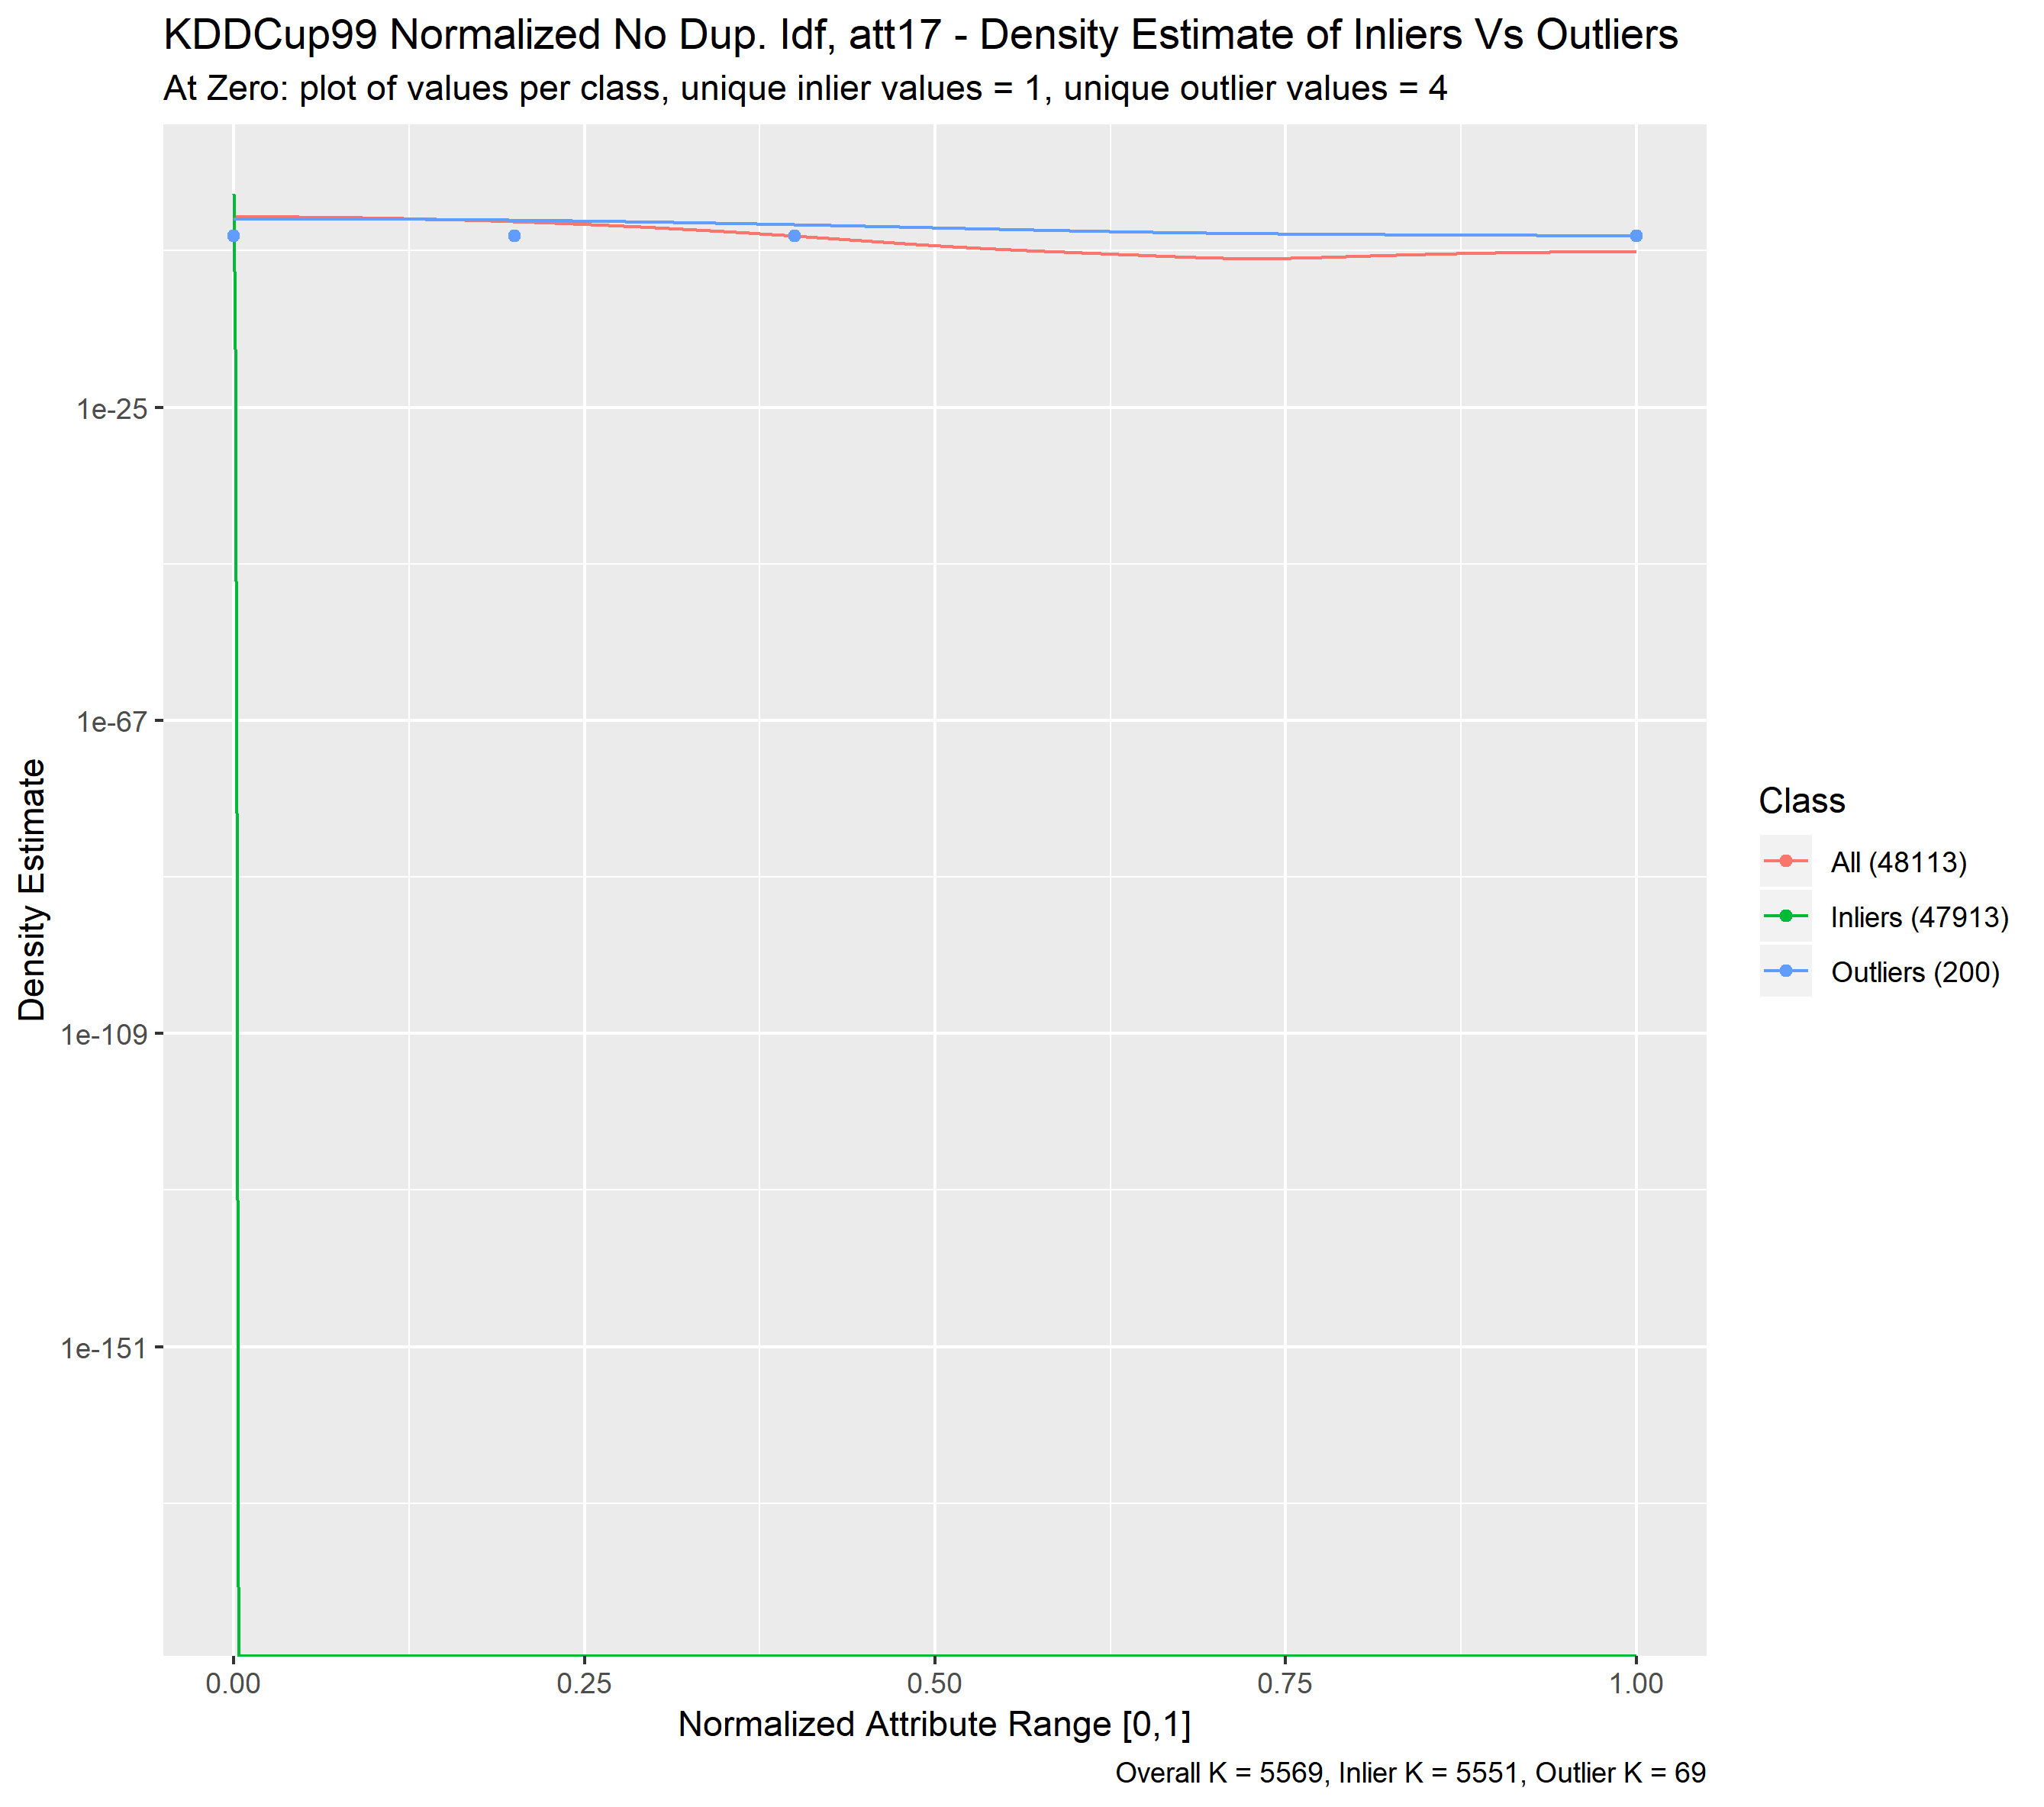 KDDCup99 Normalized No Dup. Idf, att17 - Density Estimate of Inliers Vs Outliers
At Zero: plot of values per class, unique inlier values = 1, unique outlier values = 4
1e-25
1e-67
1e-109
1e-151
Density Estimate
0.00
0.25
0.50
0.75
1.00
Normalized Attribute Range [0,1]
Overall K = 5569, Inlier K = 5551, Outlier K = 69
Class
All (48113)
Inliers (47913)
Outliers (200)